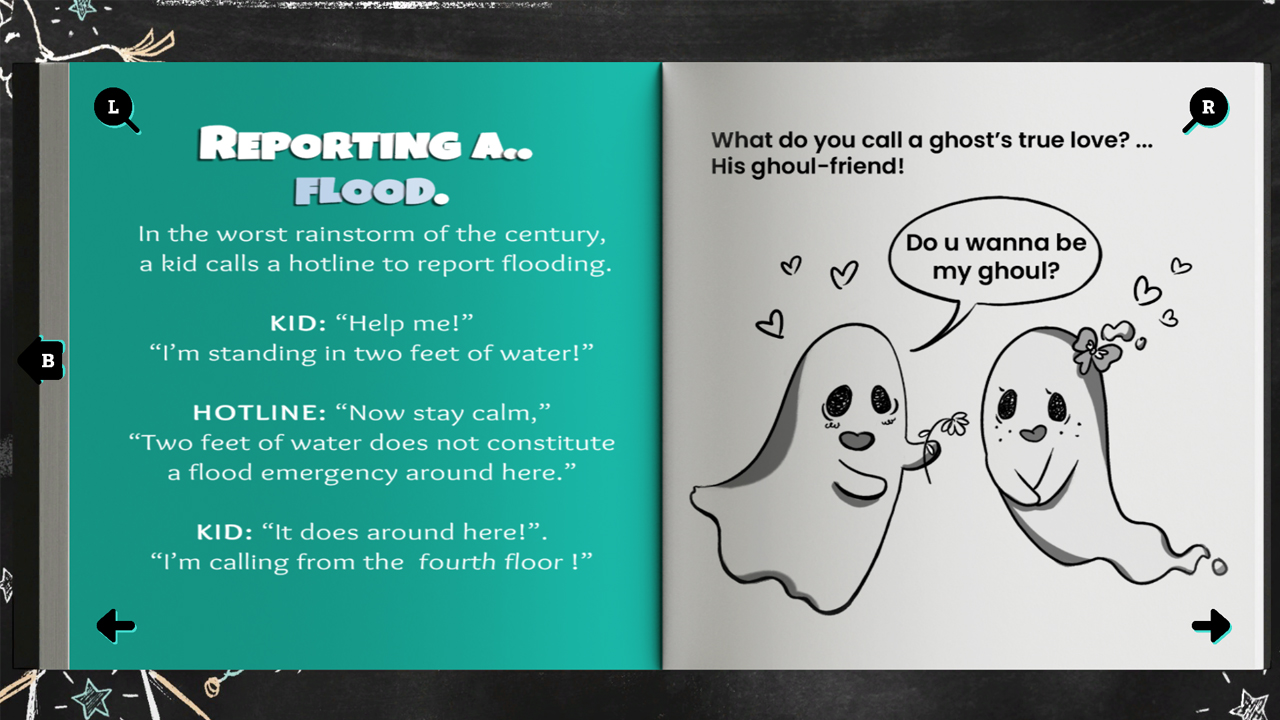 L
REPORTING A..
FLOOD.
In the worst rainstorm of the century,
a kid calls a hotline to report flooding.
KID: “Help me!”
“I’m standing in two feet of water!”
HOTLINE: “Now stay calm,”
“Two feet of water does not constitute
a flood emergency around here.”
KID: “It does around here!”.
“I’m calling from the fourth floor !”
B
R
What do you call a ghost’s true love? ...
His ghoul-friend!
Do u wanna be
my ghoul?